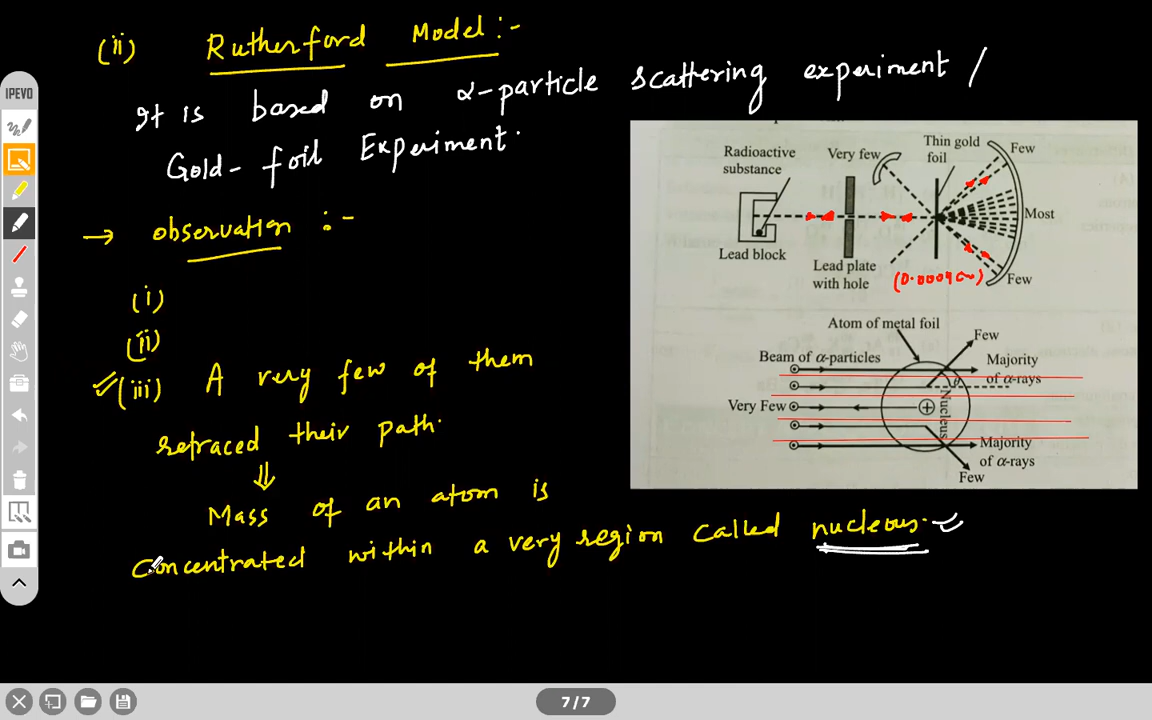 (ii) Rutherford Model:-
It is based on α-particle scattering experiment /
Gold-foil Experiment.
→ observation :-
(i)
(ii)
(iii) A very few of them
retraced their path.
⇓
Mass of an atom is
concentrated within a very region called nucleous.
IPEVO
Radioactive
substance
Very few
Thin gold
foil
Few
Most
Lead block
Lead plate
with hole
(0.0004cm)
Few
Atom of metal foil
Few
Beam of α-particles
Majority
of α-rays
θ
Very Few
+
Nucleus
Majority
of α-rays
Few
7/7